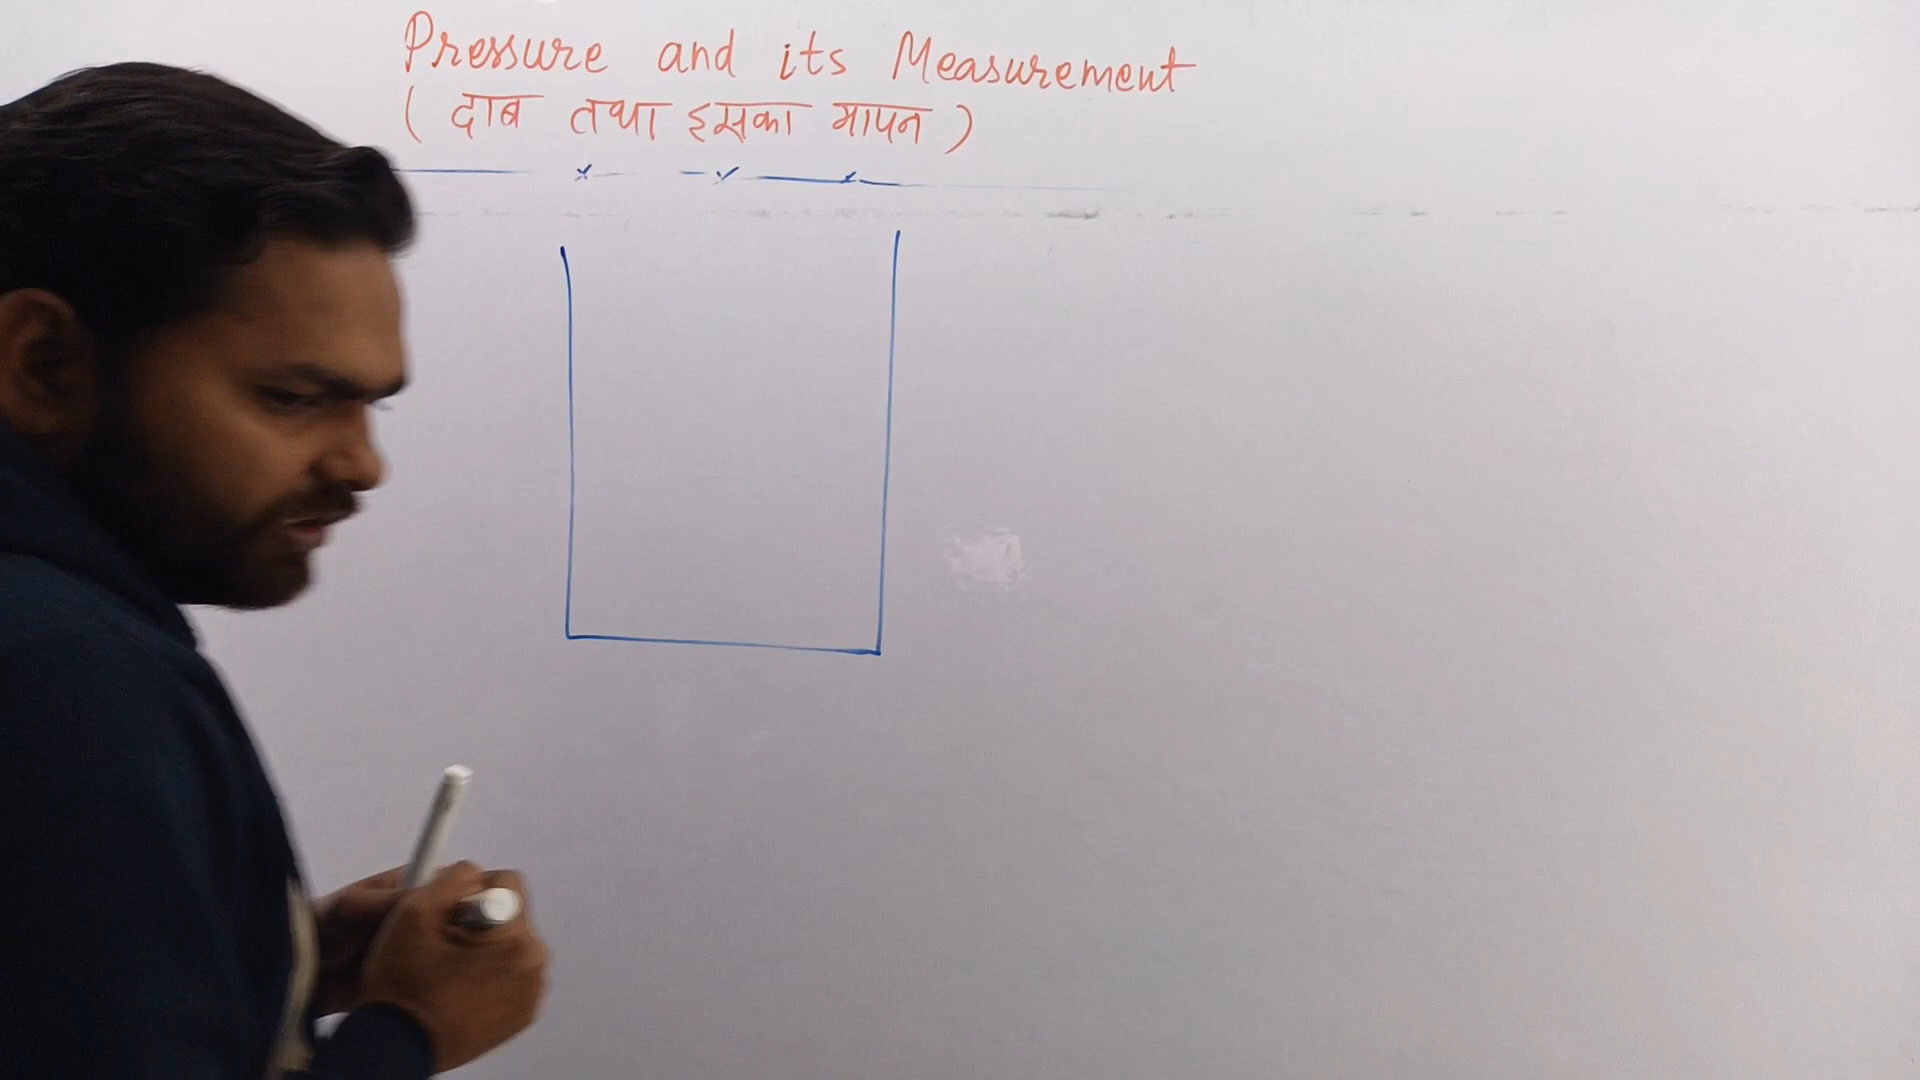 Pressure and its Measurement
( दाब तथा इसका मापन )